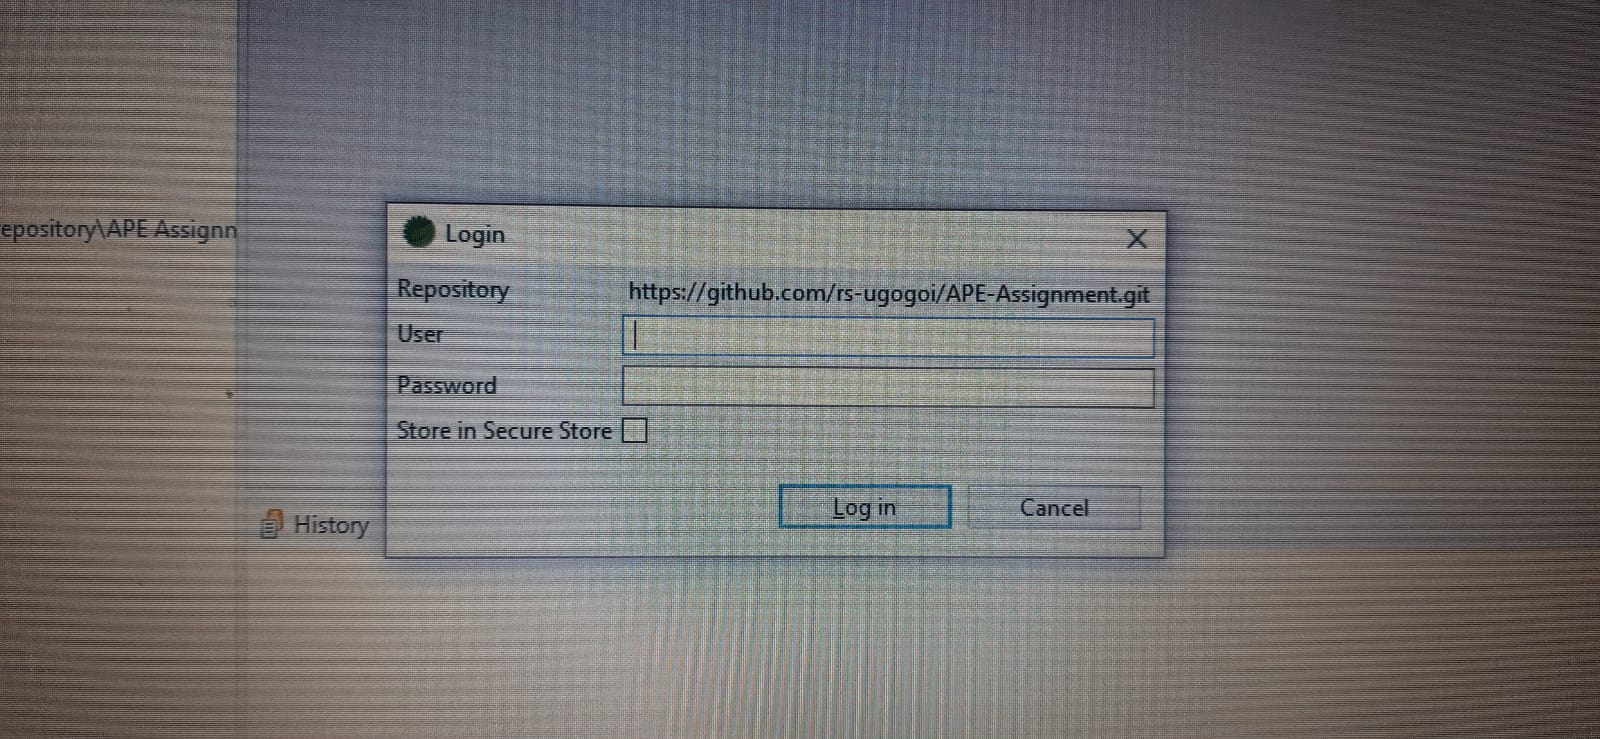 epository\APE Assignn
Login
Repository https://github.com/rs-ugogoi/APE-Assignment.git
User
Password
Store in Secure Store
Log in Cancel
History